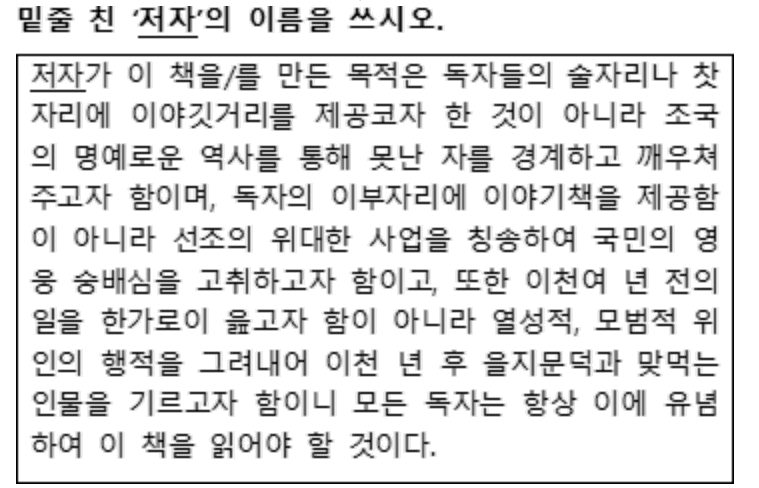 밑줄 친 ‘저자’의 이름을 쓰시오.
저자가 이 책을/를 만든 목적은 독자들의 술자리나 찻
자리에 이야깃거리를 제공코자 한 것이 아니라 조국
의 명예로운 역사를 통해 못난 자를 경계하고 깨우쳐
주고자 함이며, 독자의 이부자리에 이야기책을 제공함
이 아니라 선조의 위대한 사업을 칭송하여 국민의 영
웅 숭배심을 고취하고자 함이고, 또한 이천여 년 전의
일을 한가로이 읊고자 함이 아니라 열성적, 모범적 위
인의 행적을 그려내어 이천 년 후 을지문덕과 맞먹는
인물을 기르고자 함이니 모든 독자는 항상 이에 유념
하여 이 책을 읽어야 할 것이다.